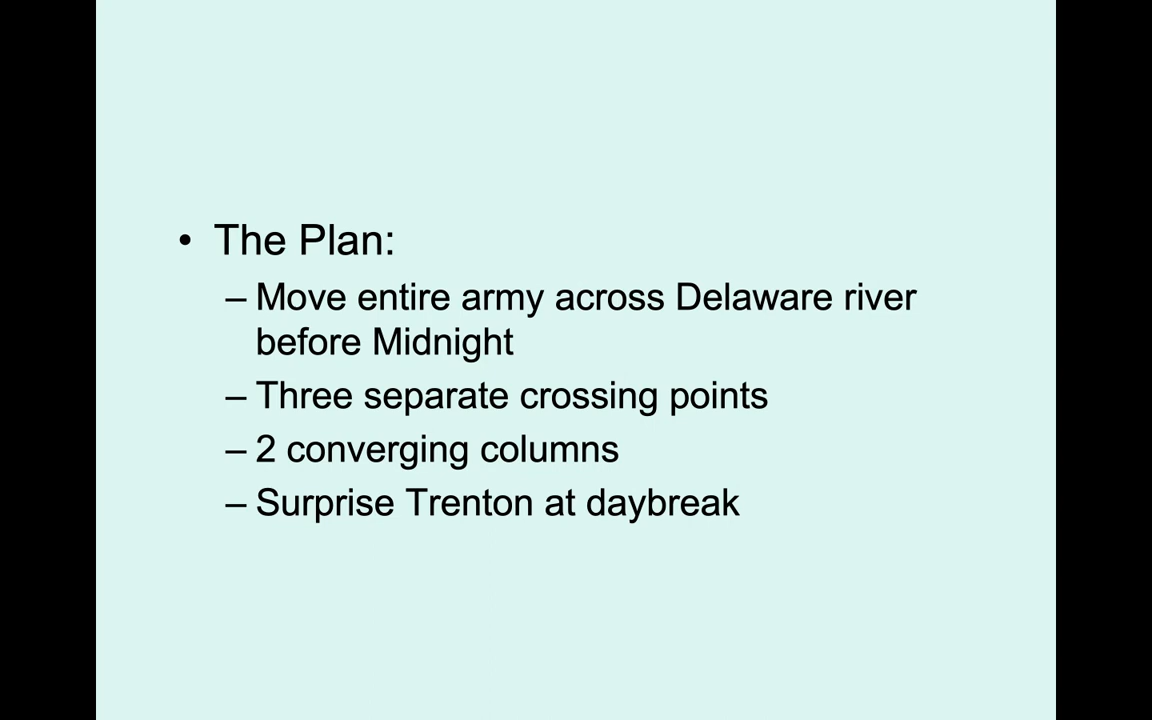 • The Plan:
– Move entire army across Delaware river
before Midnight
– Three separate crossing points
– 2 converging columns
– Surprise Trenton at daybreak